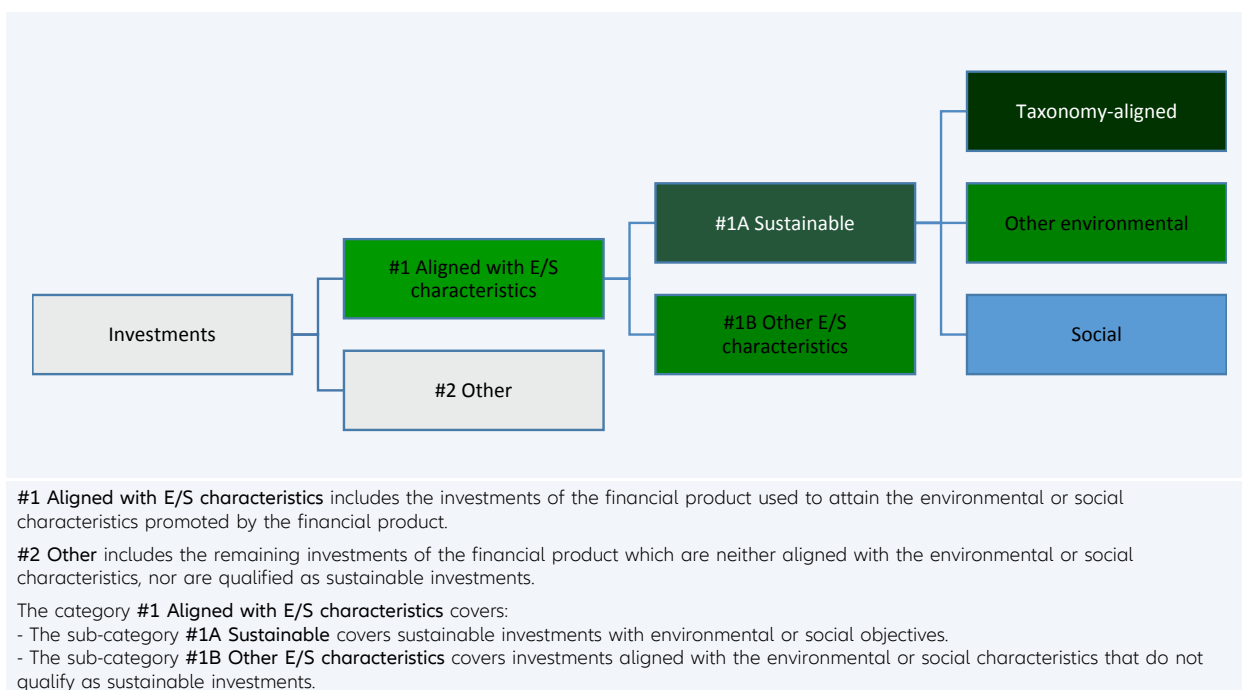 Taxonomy-aligned
#1A Sustainable
Other environmental
#1 Aligned with E/S
characteristics
Investments
#1B Other E/S
characteristics
Social
#2 Other
#1 Aligned with E/S characteristics includes the investments of the financial product used to attain the environmental or social
characteristics promoted by the financial product.
#2 Other includes the remaining investments of the financial product which are neither aligned with the environmental or social
characteristics, nor are qualified as sustainable investments.
The category #1 Aligned with E/S characteristics covers:
- The sub-category #1A Sustainable covers sustainable investments with environmental or social objectives.
- The sub-category #1B Other E/S characteristics covers investments aligned with the environmental or social characteristics that do not
qualify as sustainable investments.